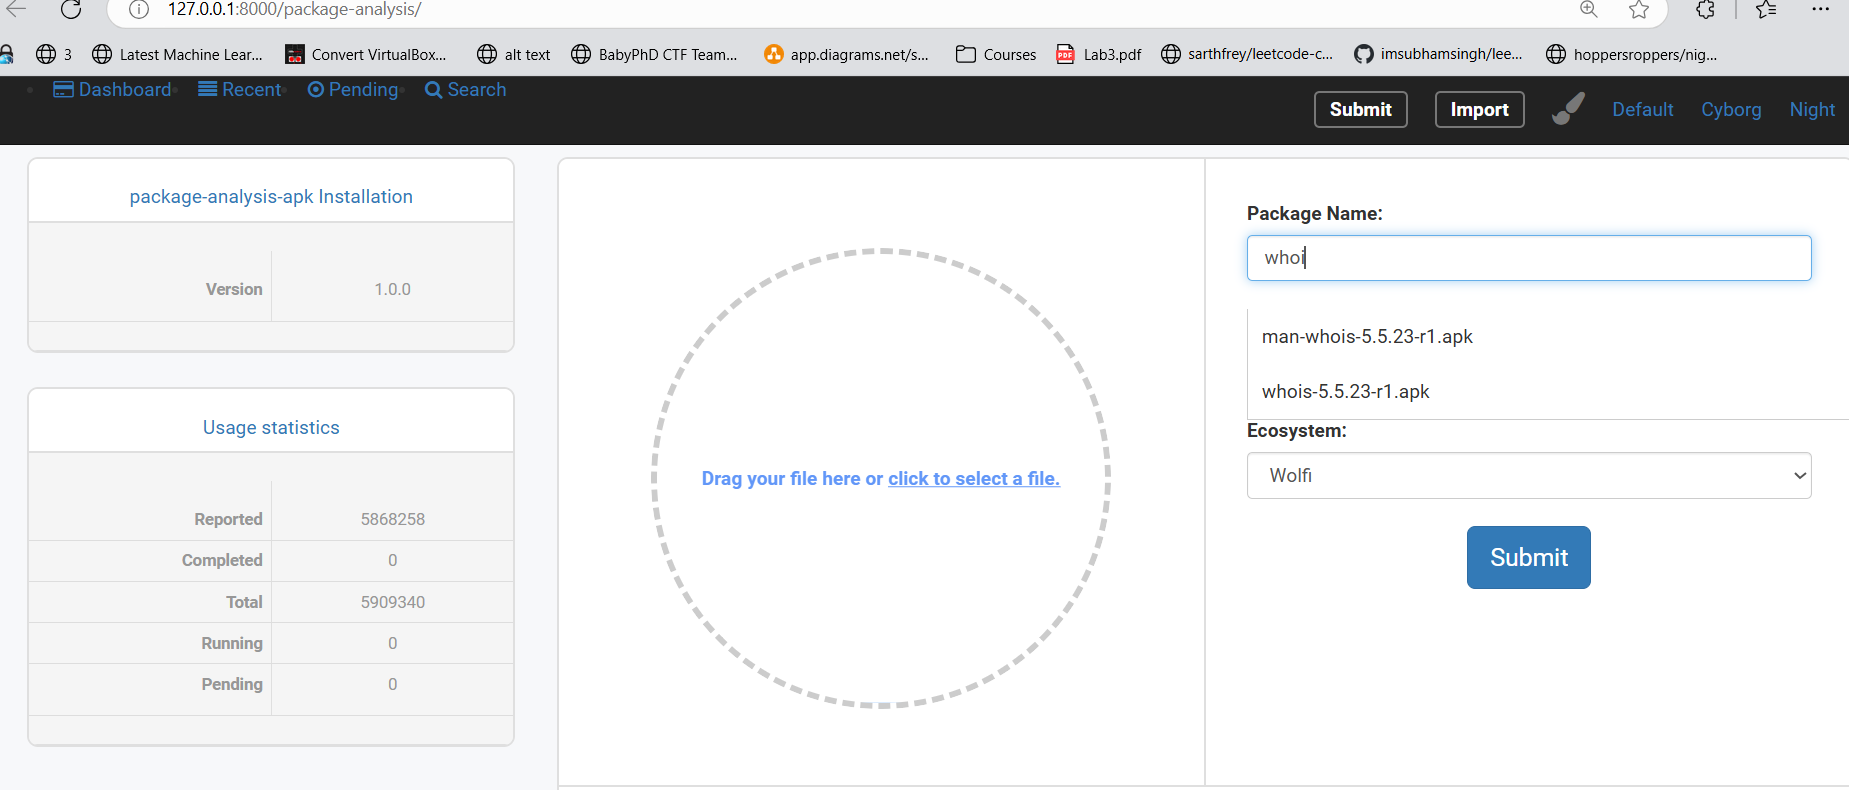 127.0.0.1:8000/package-analysis/
3 Latest Machine Lear... Convert VirtualBox... alt text BabyPhD CTF Team... app.diagrams.net/s... Courses PDF Lab3.pdf sarthfrey/leetcode-c... imsubhamsingh/lee... hoppersroppers/nig...
Dashboard Recent Pending Search
Submit Import Default Cyborg Night
package-analysis-apk Installation
Version 1.0.0
Usage statistics
Reported 5868258
Completed 0
Total 5909340
Running 0
Pending 0
Drag your file here or click to select a file.
Package Name:
whoi
man-whois-5.5.23-r1.apk
whois-5.5.23-r1.apk
Ecosystem:
Wolfi
Submit